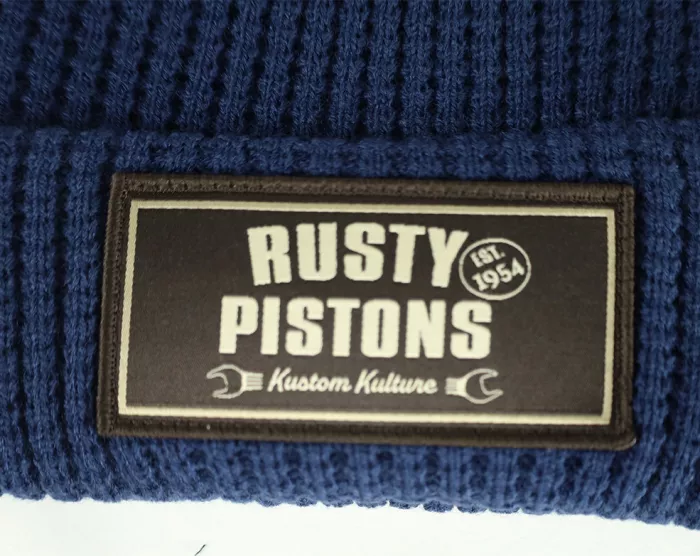 RUSTY
EST.
1954
PISTONS
Kustom Kulture